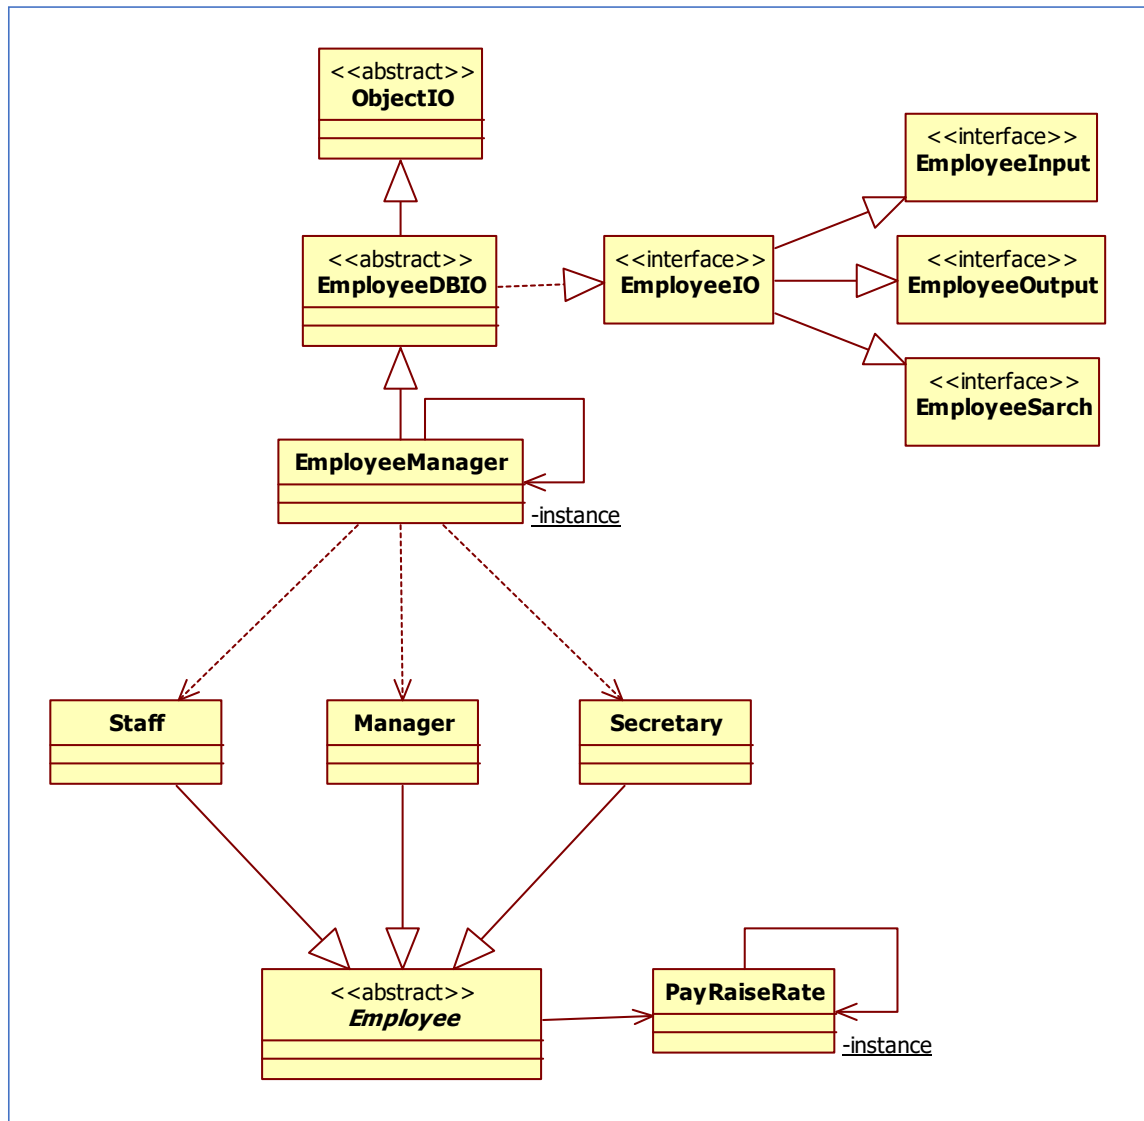 <<abstract>>
ObjectIO
<<interface>>
EmployeeInput
<<abstract>>
EmployeeDBIO
<<interface>>
EmployeeIO
<<interface>>
EmployeeOutput
<<interface>>
EmployeeSarch
EmployeeManager
-instance
Staff
Manager
Secretary
<<abstract>>
Employee
PayRaiseRate
-instance